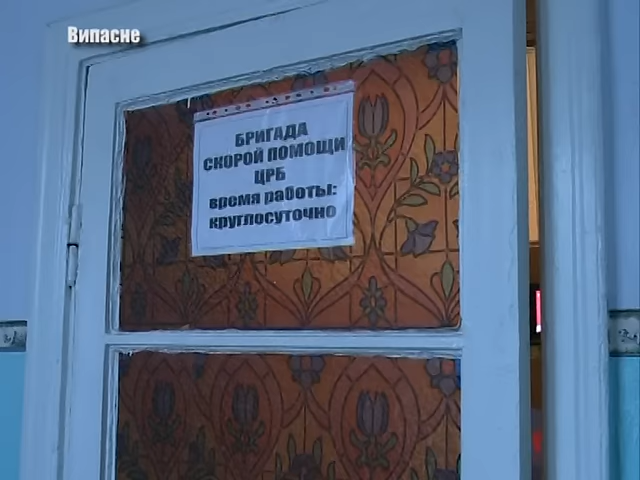 Випасне
БРИГАДА
СКОРОЙ ПОМОЩИ
ЦРБ
время работы:
круглосуточно